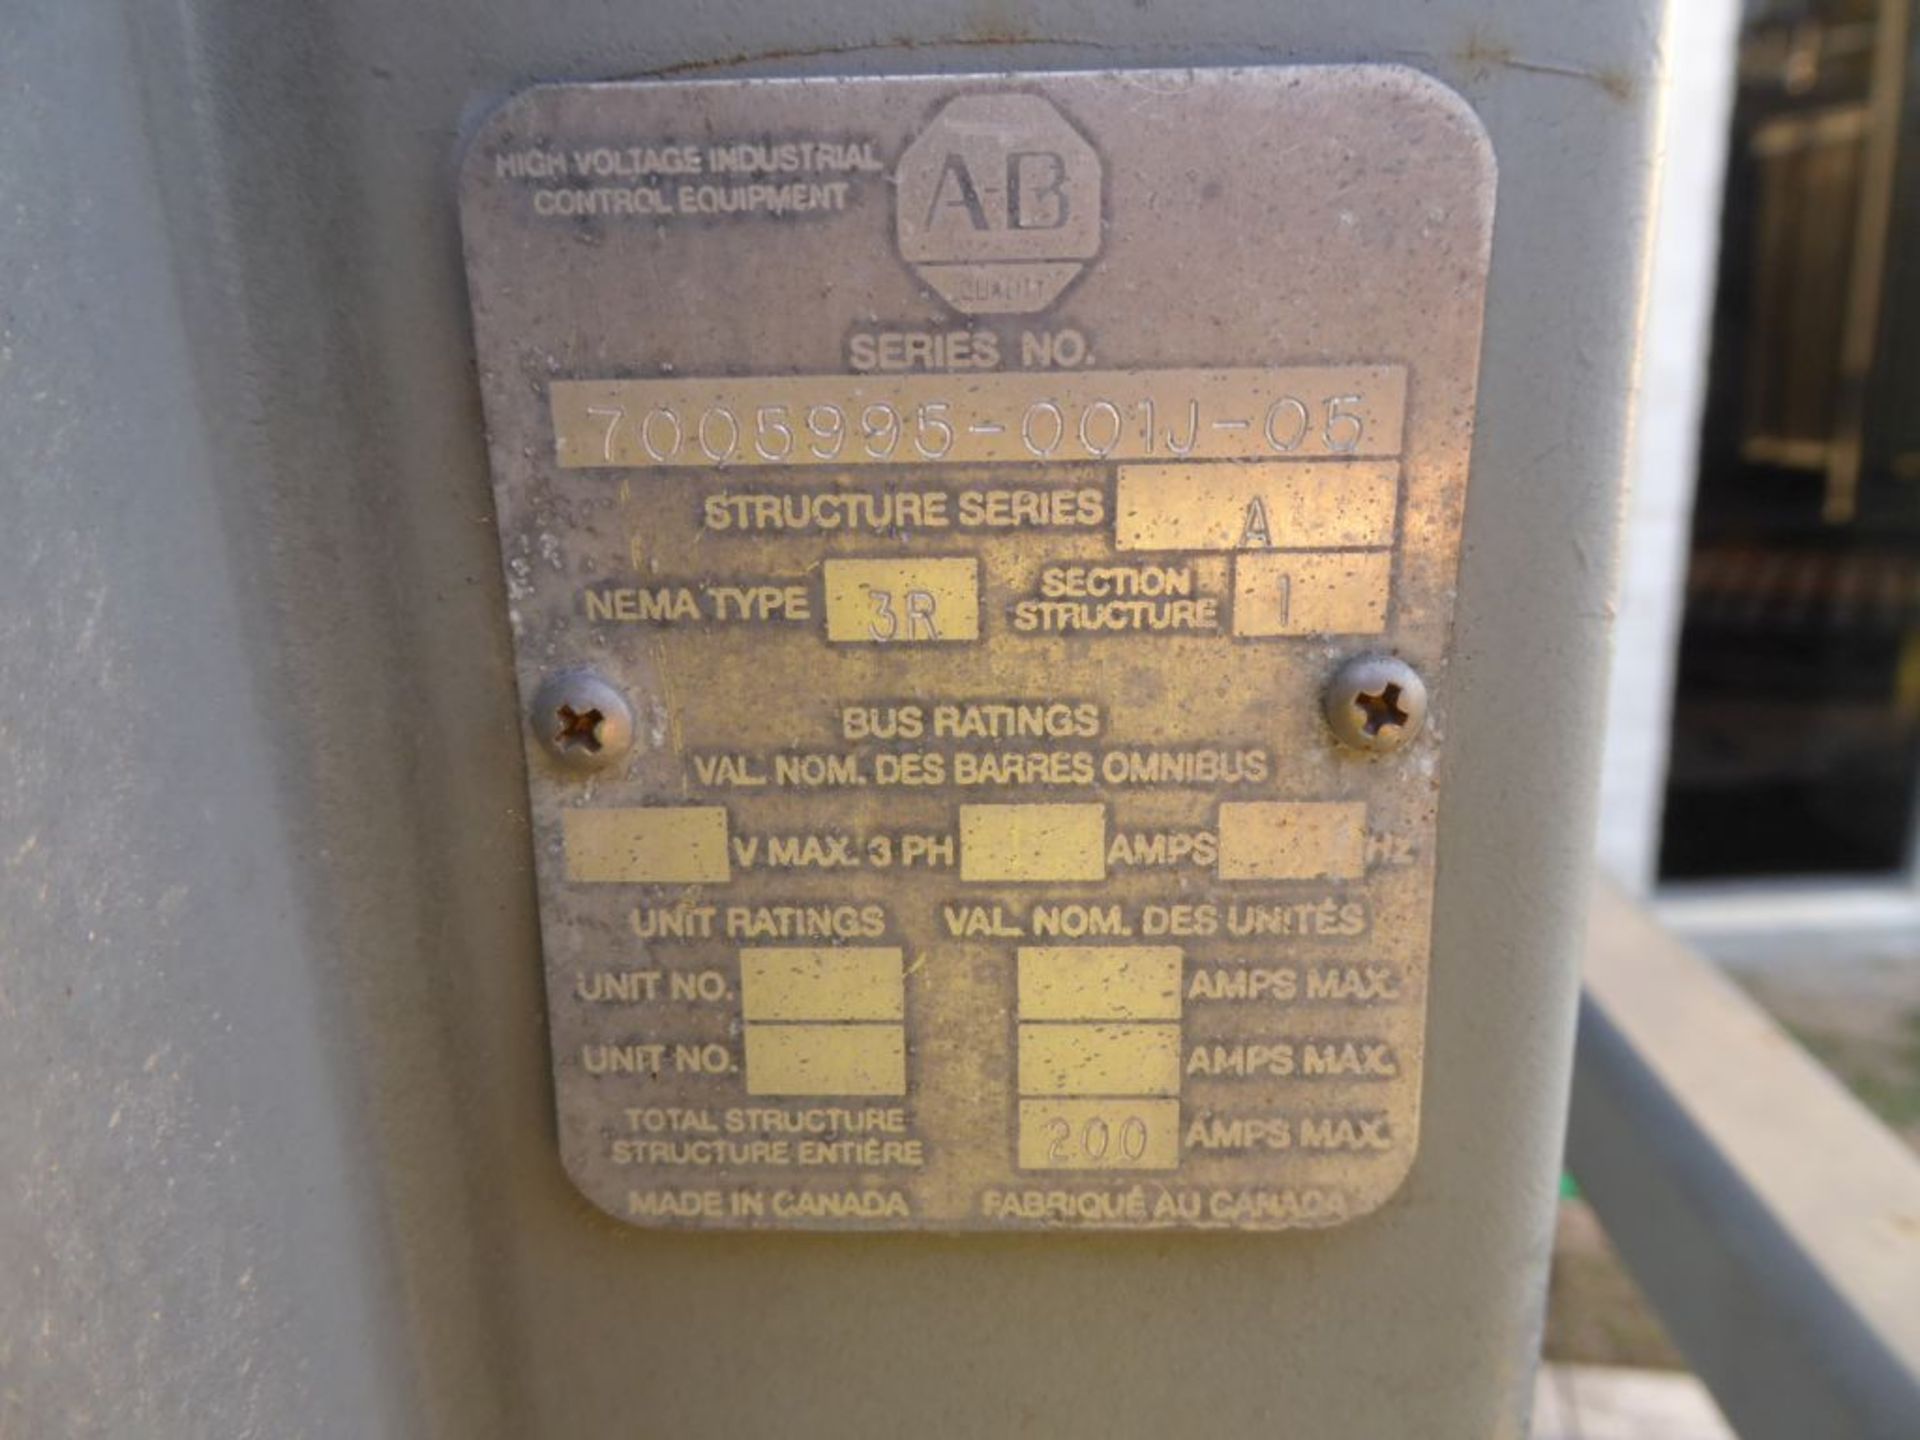 HIGH VOLTAGE INDUSTRIAL
CONTROL EQUIPMENT
A-B
QUALITY
SERIES NO.
7005995-001J-05
STRUCTURE SERIES A
NEMA TYPE 3R SECTION STRUCTURE 1
BUS RATINGS
VAL. NOM. DES BARRES OMNIBUS
V MAX. 3 PH AMPS HZ
UNIT RATINGS VAL. NOM. DES UNITÉS
UNIT NO. AMPS MAX.
UNIT NO. AMPS MAX.
TOTAL STRUCTURE
STRUCTURE ENTIÈRE 200 AMPS MAX.
MADE IN CANADA FABRIQUÉ AU CANADA